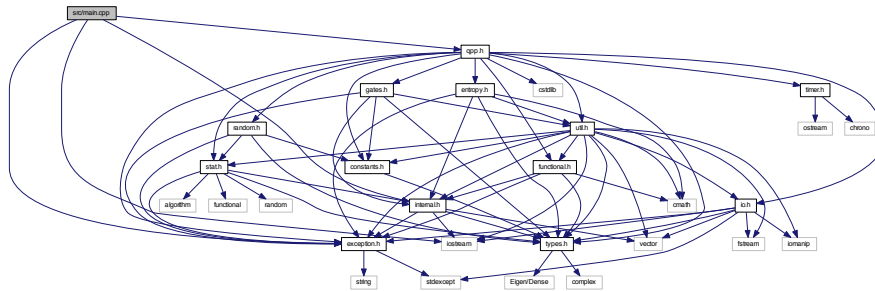 src/main.cpp
qpp.h
gates.h
entropy.h
cstdlib
timer.h
random.h
util.h
ostream
chrono
stat.h
constants.h
functional.h
algorithm
functional
random
internal.h
cmath
io.h
exception.h
iostream
types.h
vector
fstream
iomanip
string
stdexcept
Eigen/Dense
complex